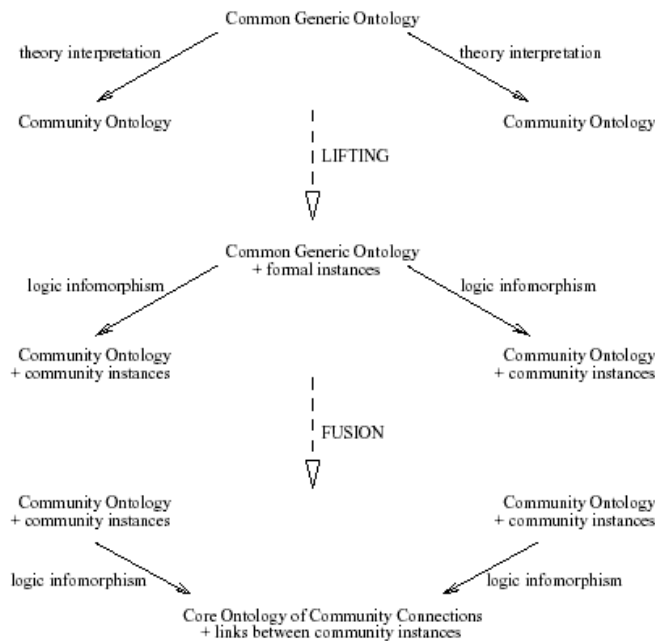 Common Generic Ontology
theory interpretation
theory interpretation
Community Ontology
Community Ontology
LIFTING
Common Generic Ontology
+ formal instances
logic infomorphism
logic infomorphism
Community Ontology
+ community instances
Community Ontology
+ community instances
FUSION
Community Ontology
+ community instances
Community Ontology
+ community instances
logic infomorphism
logic infomorphism
Core Ontology of Community Connections
+ links between community instances